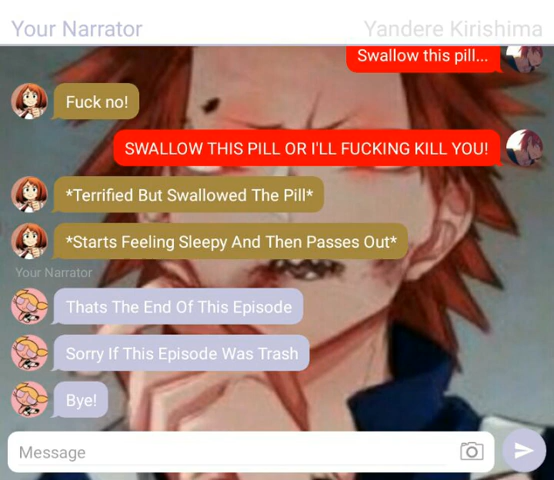 Your Narrator
Yandere Kirishima
Swallow this pill...
Fuck no!
SWALLOW THIS PILL OR I'LL FUCKING KILL YOU!
*Terrified But Swallowed The Pill*
*Starts Feeling Sleepy And Then Passes Out*
Your Narrator
Thats The End Of This Episode
Sorry If This Episode Was Trash
Bye!
Message